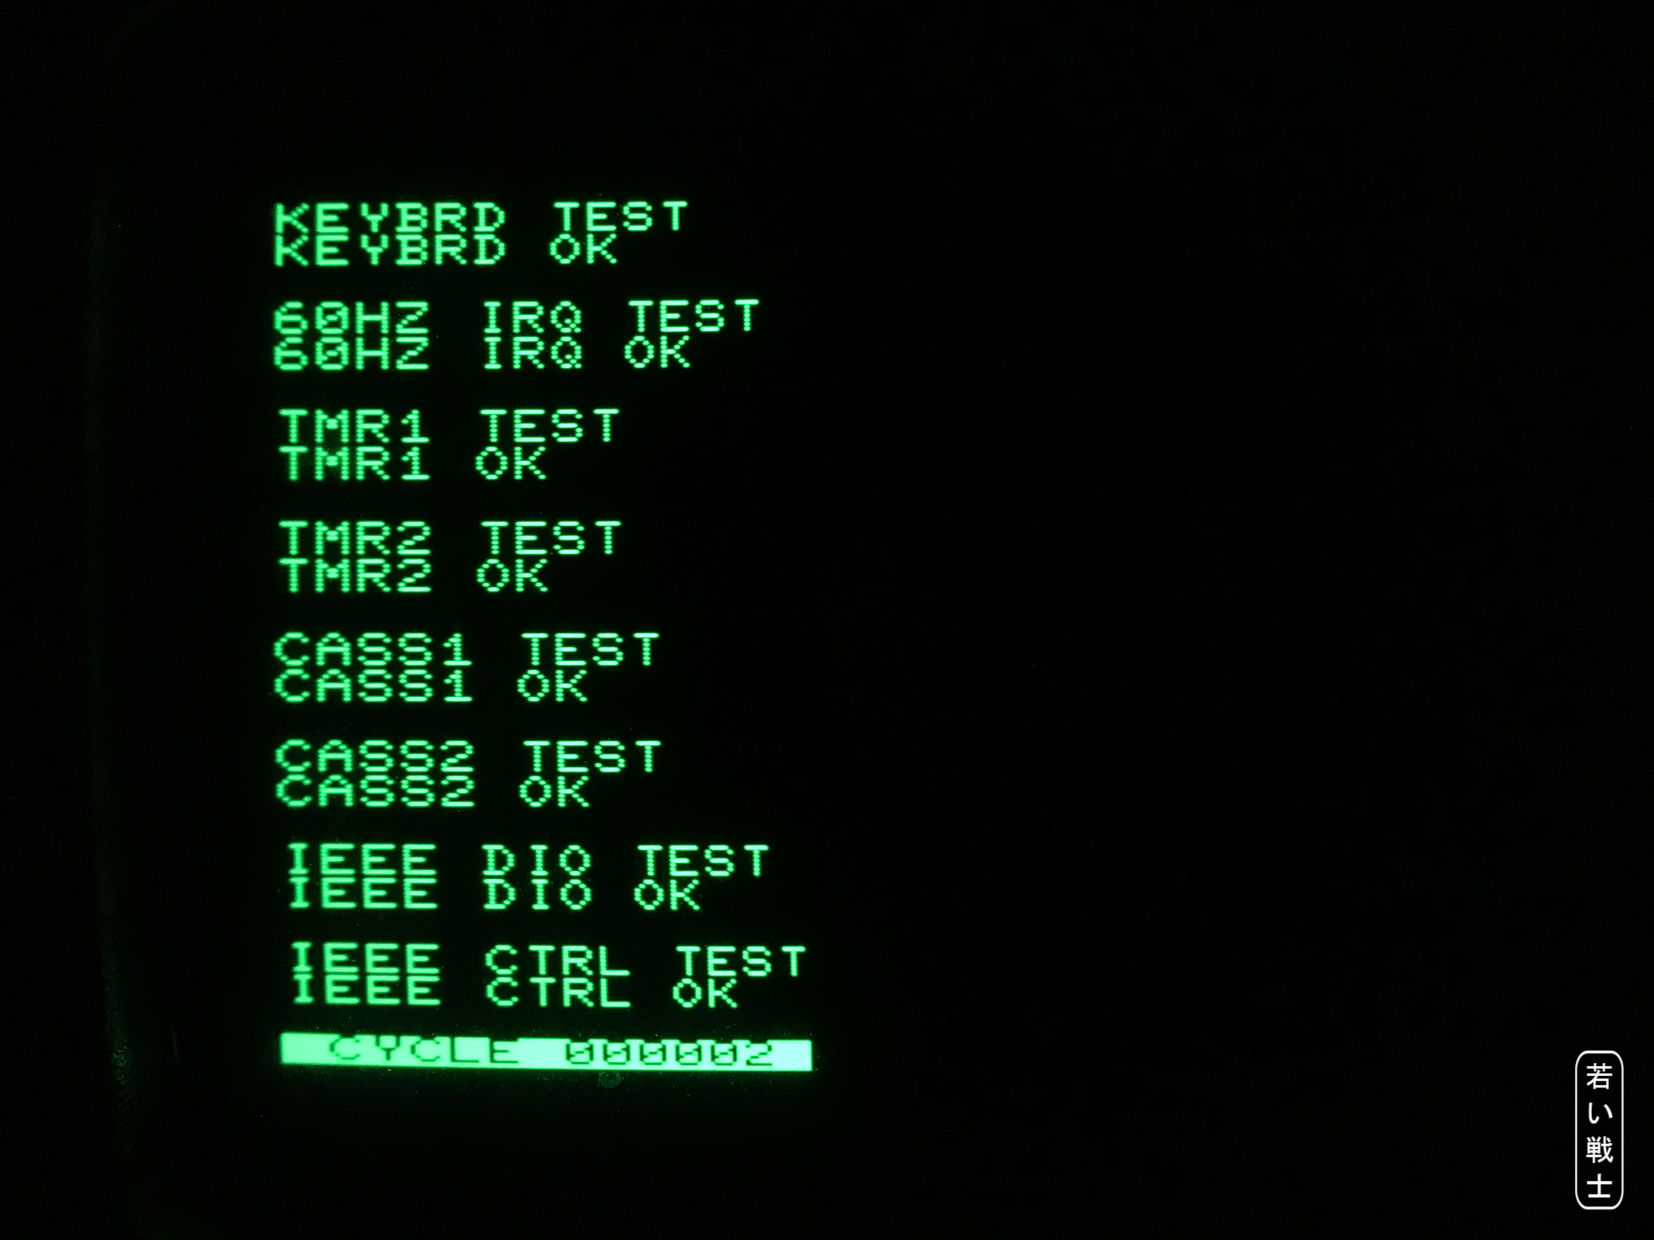 KEYBRD TEST
KEYBRD OK
60HZ IRQ TEST
60HZ IRQ OK
TMR1 TEST
TMR1 OK
TMR2 TEST
TMR2 OK
CASS1 TEST
CASS1 OK
CASS2 TEST
CASS2 OK
IEEE DIO TEST
IEEE DIO OK
IEEE CTRL TEST
IEEE CTRL OK
CYCLE 000002
若い戦士